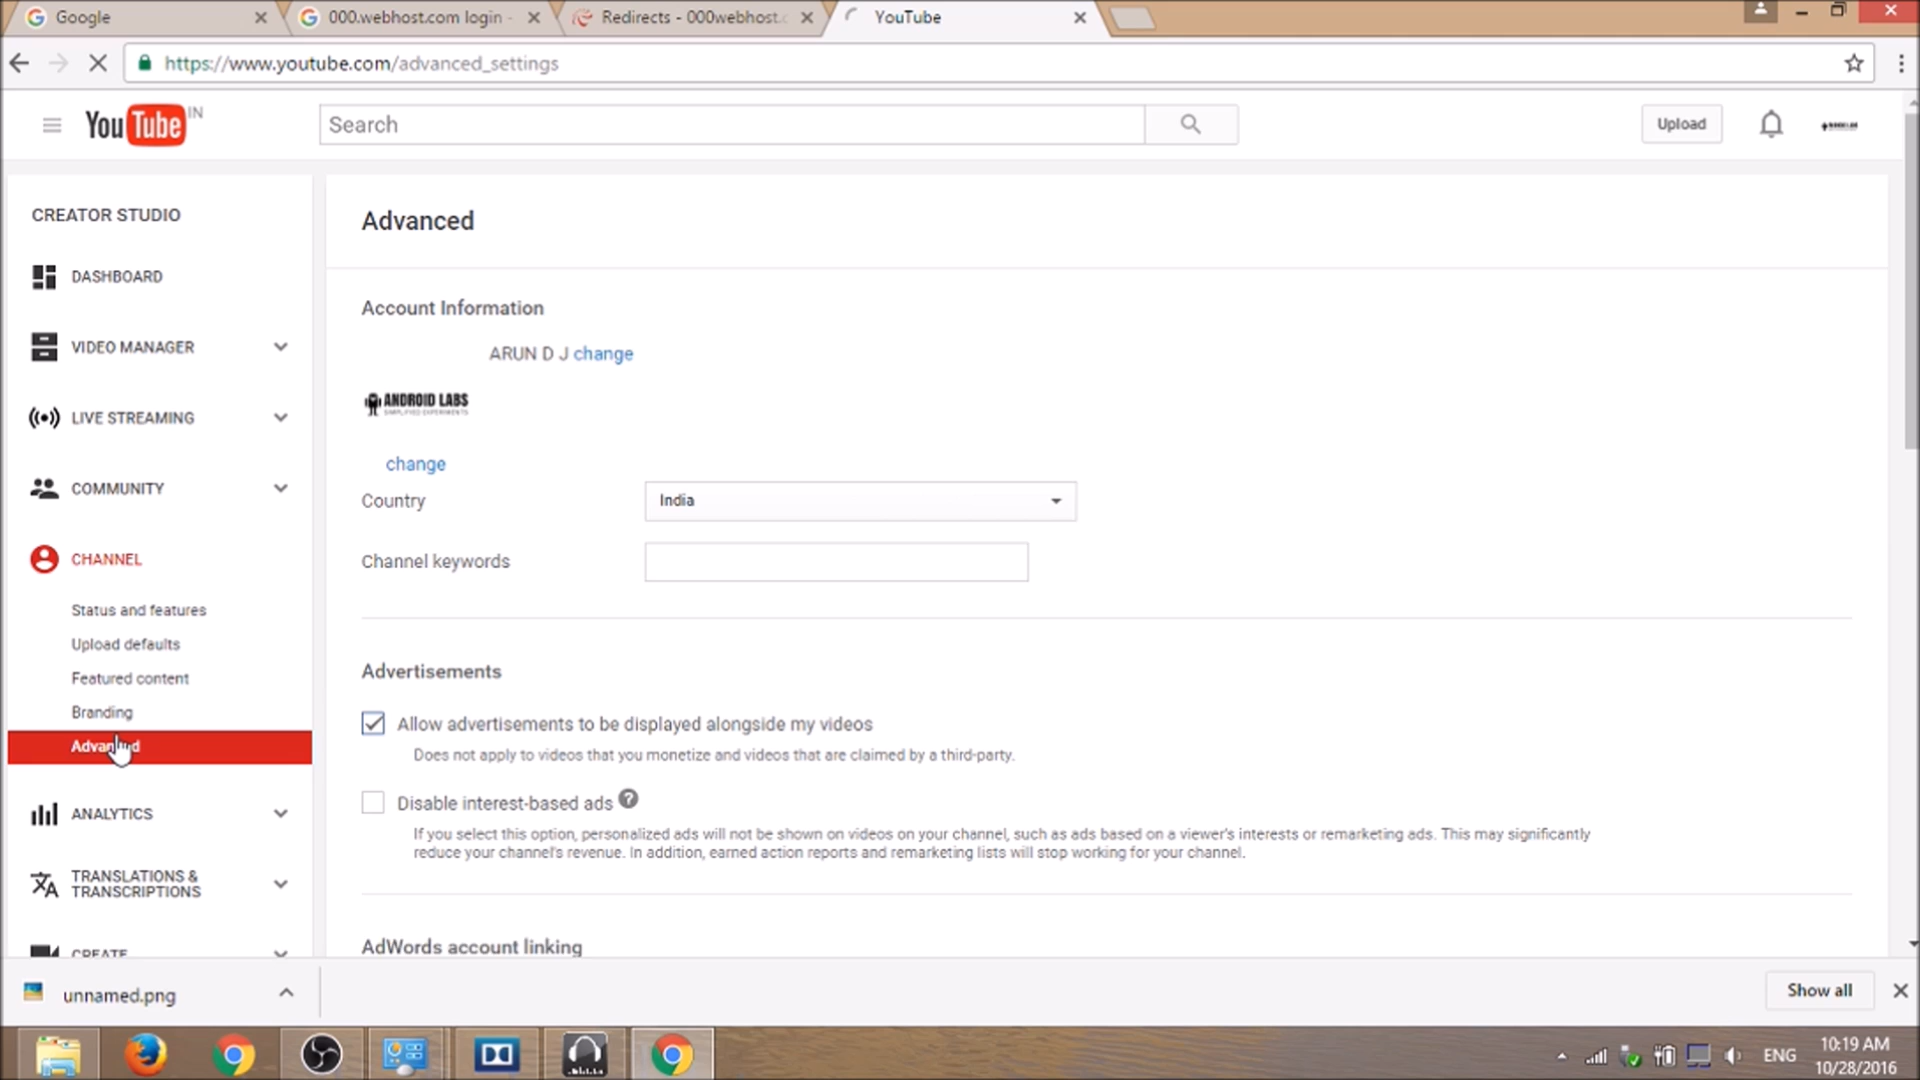 Google
000.webhost.com login -
Redirects - 000webhost.c
YouTube
https://www.youtube.com/advanced_settings
YouTube IN
Search
Upload
CREATOR STUDIO
DASHBOARD
VIDEO MANAGER
LIVE STREAMING
COMMUNITY
CHANNEL
Status and features
Upload defaults
Featured content
Branding
Advanced
ANALYTICS
TRANSLATIONS &
TRANSCRIPTIONS
CREATE
Advanced
Account Information
ARUN D J change
ANDROID LABS
SIMPLIFIED EXPERIMENTS
change
Country
India
Channel keywords
Advertisements
Allow advertisements to be displayed alongside my videos
Does not apply to videos that you monetize and videos that are claimed by a third-party.
Disable interest-based ads ?
If you select this option, personalized ads will not be shown on videos on your channel, such as ads based on a viewer's interests or remarketing ads. This may significantly
reduce your channel's revenue. In addition, earned action reports and remarketing lists will stop working for your channel.
AdWords account linking
unnamed.png
Show all
ENG
10:19 AM
10/28/2016